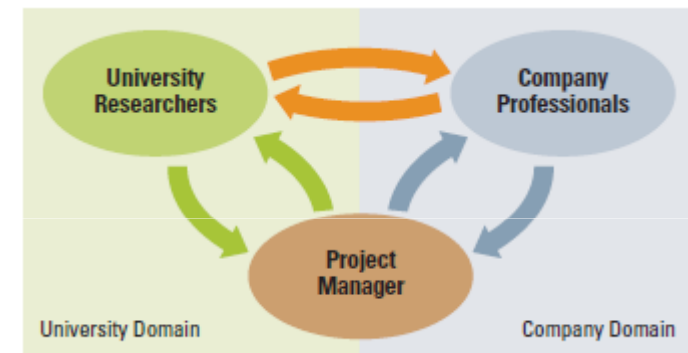 University
Researchers
Company
Professionals
Project
Manager
University Domain
Company Domain